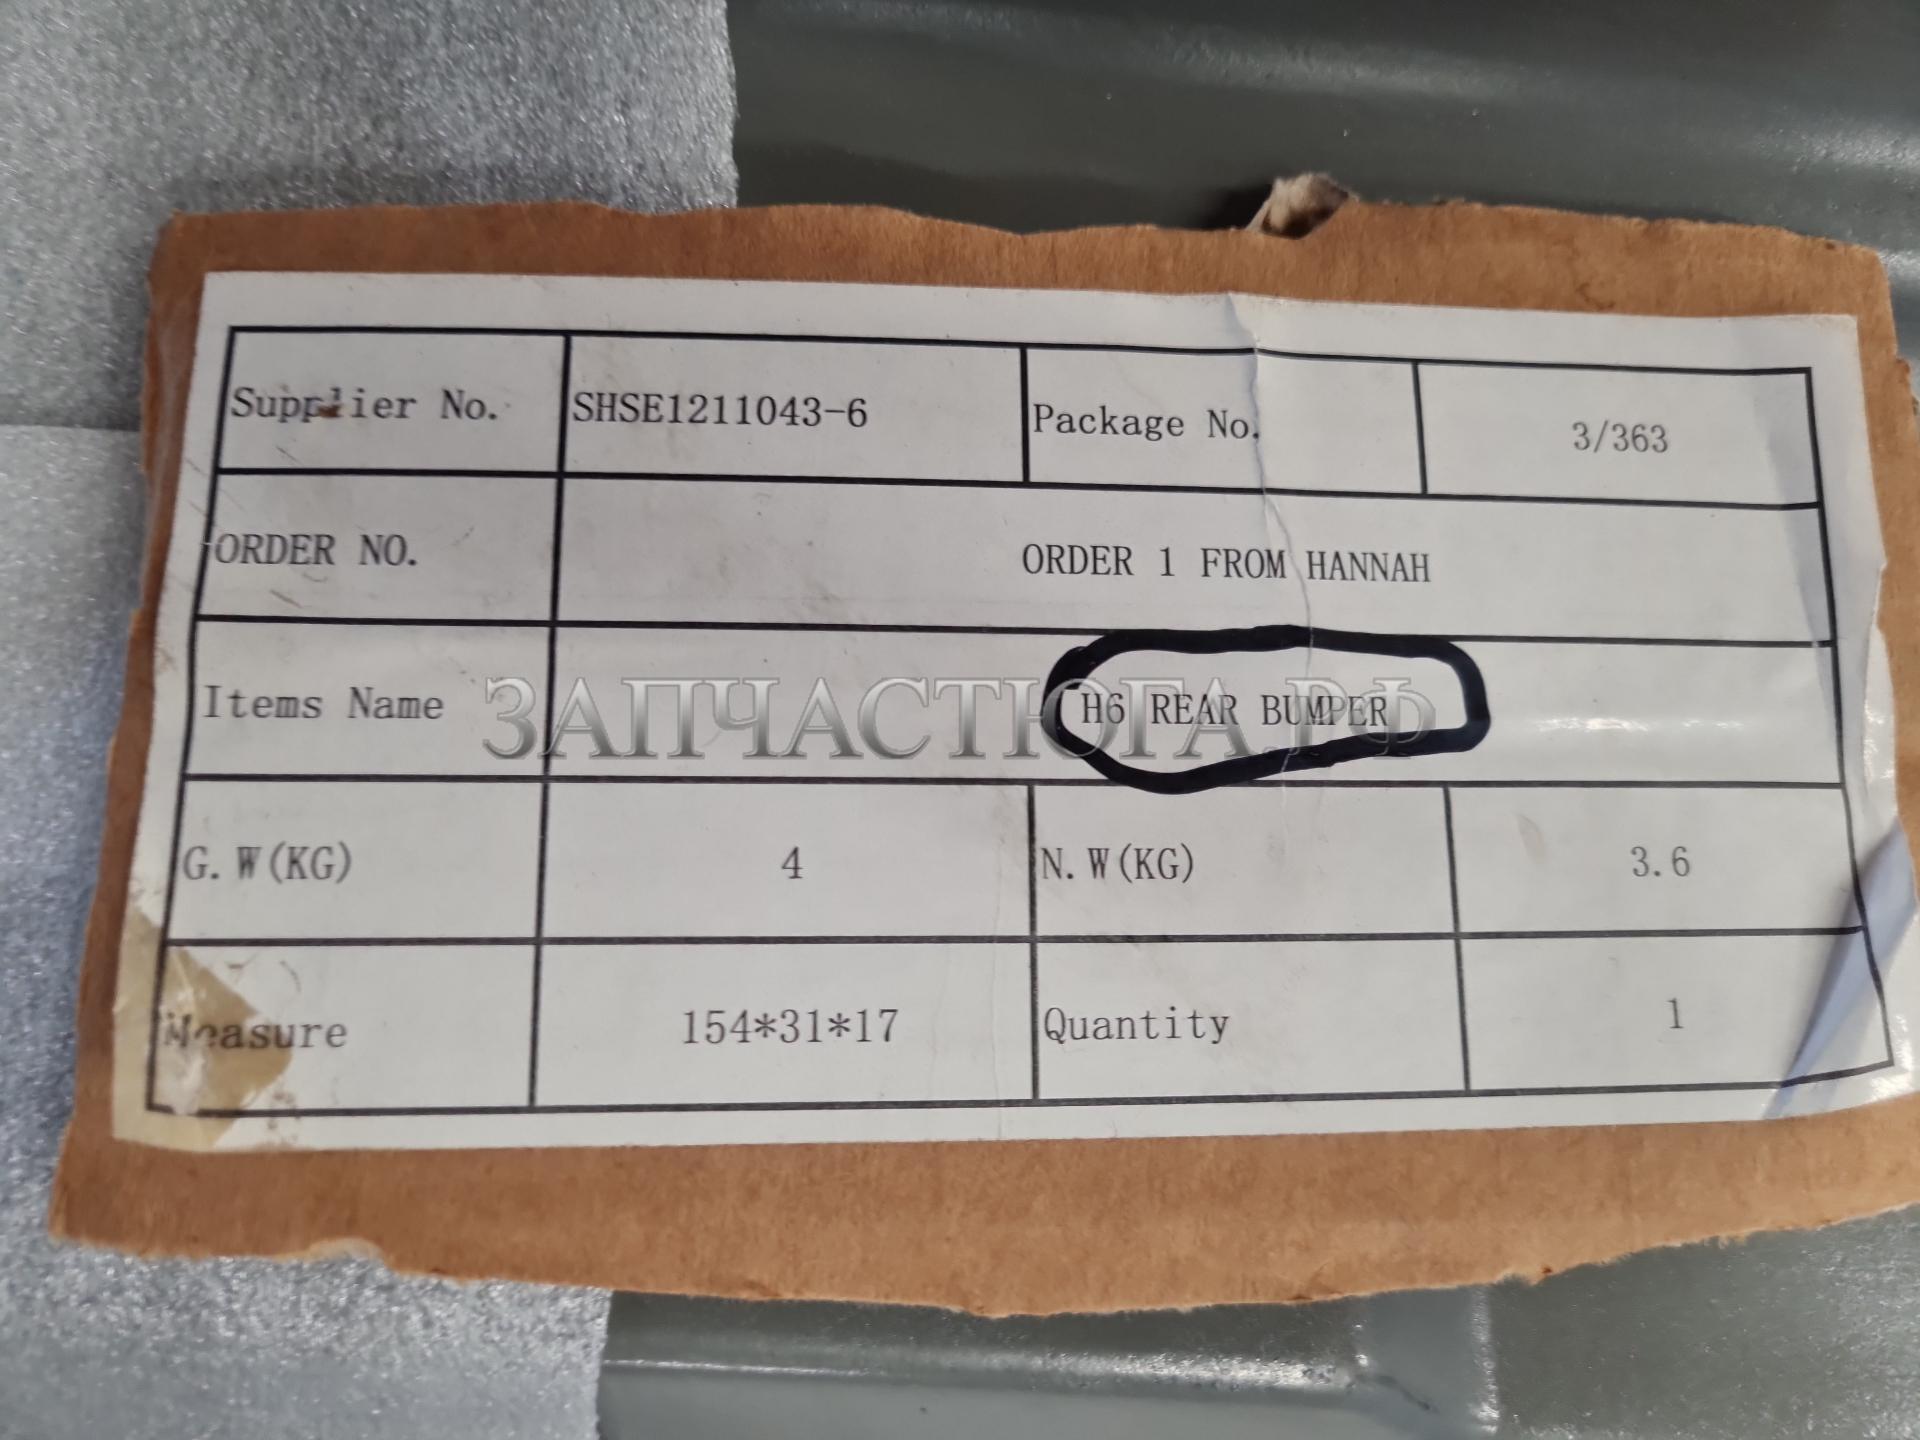 Supplier No. SHSE1211043-6 Package No. 3/363
ORDER NO. ORDER 1 FROM HANNAH
Items Name H6 REAR BUMPER
ЗАПЧАСТЮГА.РФ
G.W(KG) 4 N.W(KG) 3.6
Measure 154*31*17 Quantity 1